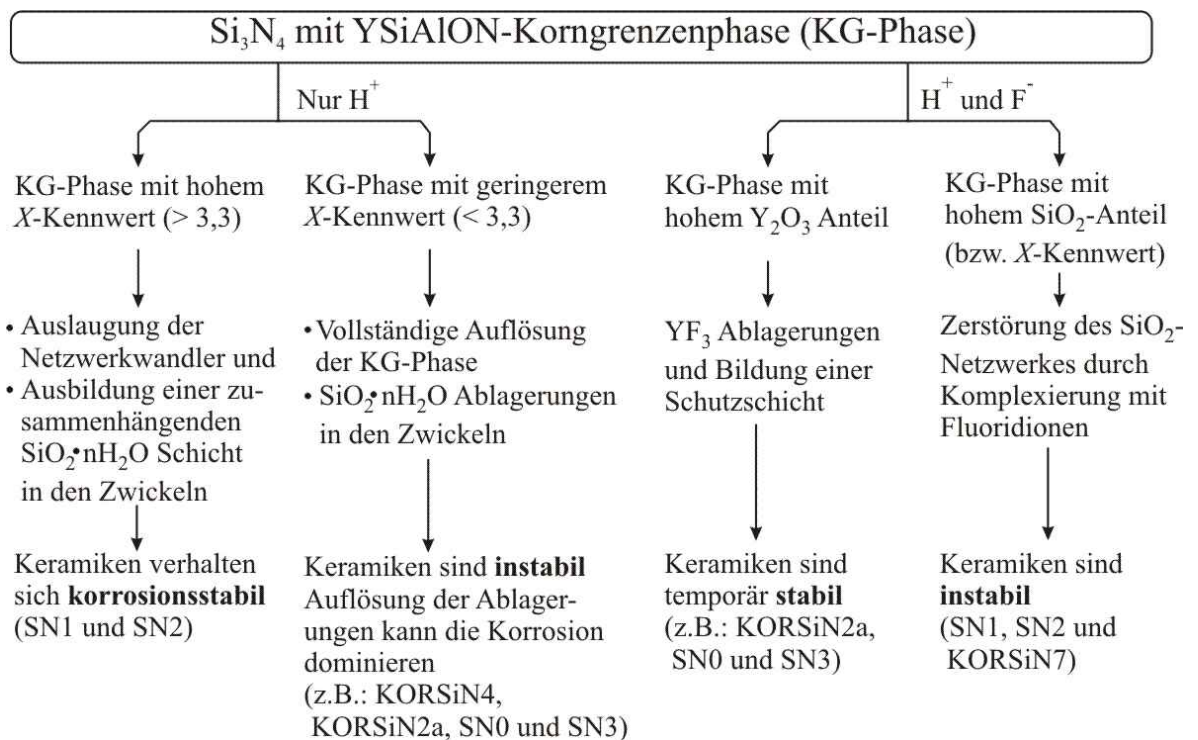 Si₃N₄ mit YSiAlON-Korngrenzenphase (KG-Phase)
Nur H⁺
H⁺ und F⁻
KG-Phase mit hohem
X-Kennwert (> 3,3)
• Auslaugung der
Netzwerkwandler und
• Ausbildung einer zu-
sammenhängenden
SiO₂•nH₂O Schicht
in den Zwickeln
Keramiken verhalten
sich korrosionsstabil
(SN1 und SN2)
KG-Phase mit geringerem
X-Kennwert (< 3,3)
• Vollständige Auflösung
der KG-Phase
• SiO₂•nH₂O Ablagerungen
in den Zwickeln
Keramiken sind instabil
Auflösung der Ablager-
ungen kann die Korrosion
dominieren
(z.B.: KORSiN4,
KORSiN2a, SN0 und SN3)
KG-Phase mit
hohem Y₂O₃ Anteil
YF₃ Ablagerungen
und Bildung einer
Schutzschicht
Keramiken sind
temporär stabil
(z.B.: KORSiN2a,
SN0 und SN3)
KG-Phase mit
hohem SiO₂-Anteil
(bzw. X-Kennwert)
Zerstörung des SiO₂-
Netzwerkes durch
Komplexierung mit
Fluoridionen
Keramiken sind
instabil
(SN1, SN2 und
KORSiN7)